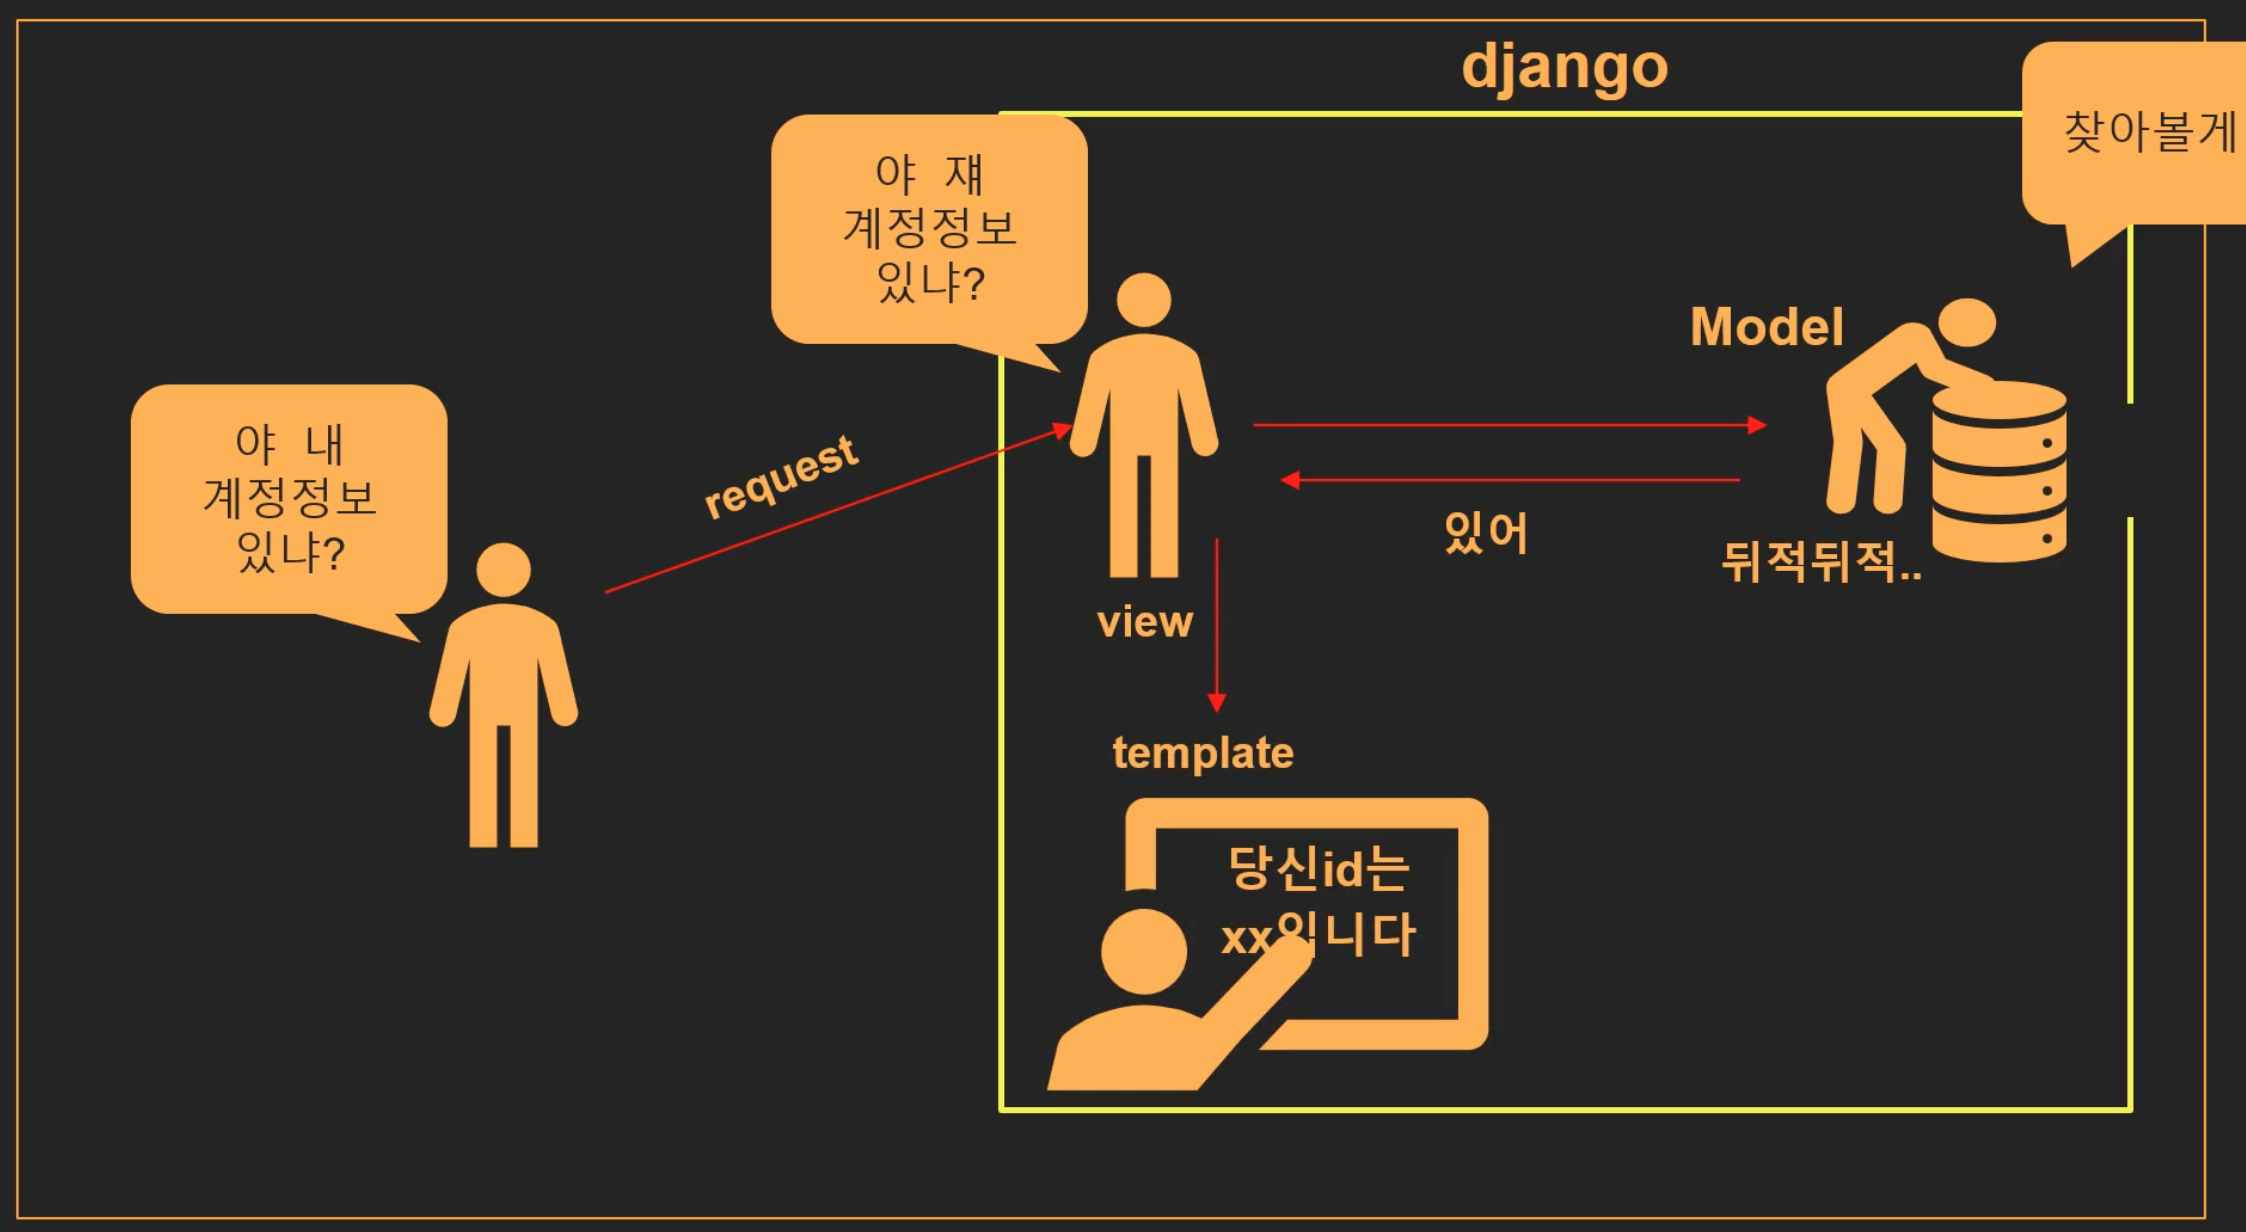 django
찾아볼게
야 쟤
계정정보
있냐?
Model
야 내
계정정보
있냐?
request
있어
뒤적뒤적..
view
template
당신id는
xx입니다